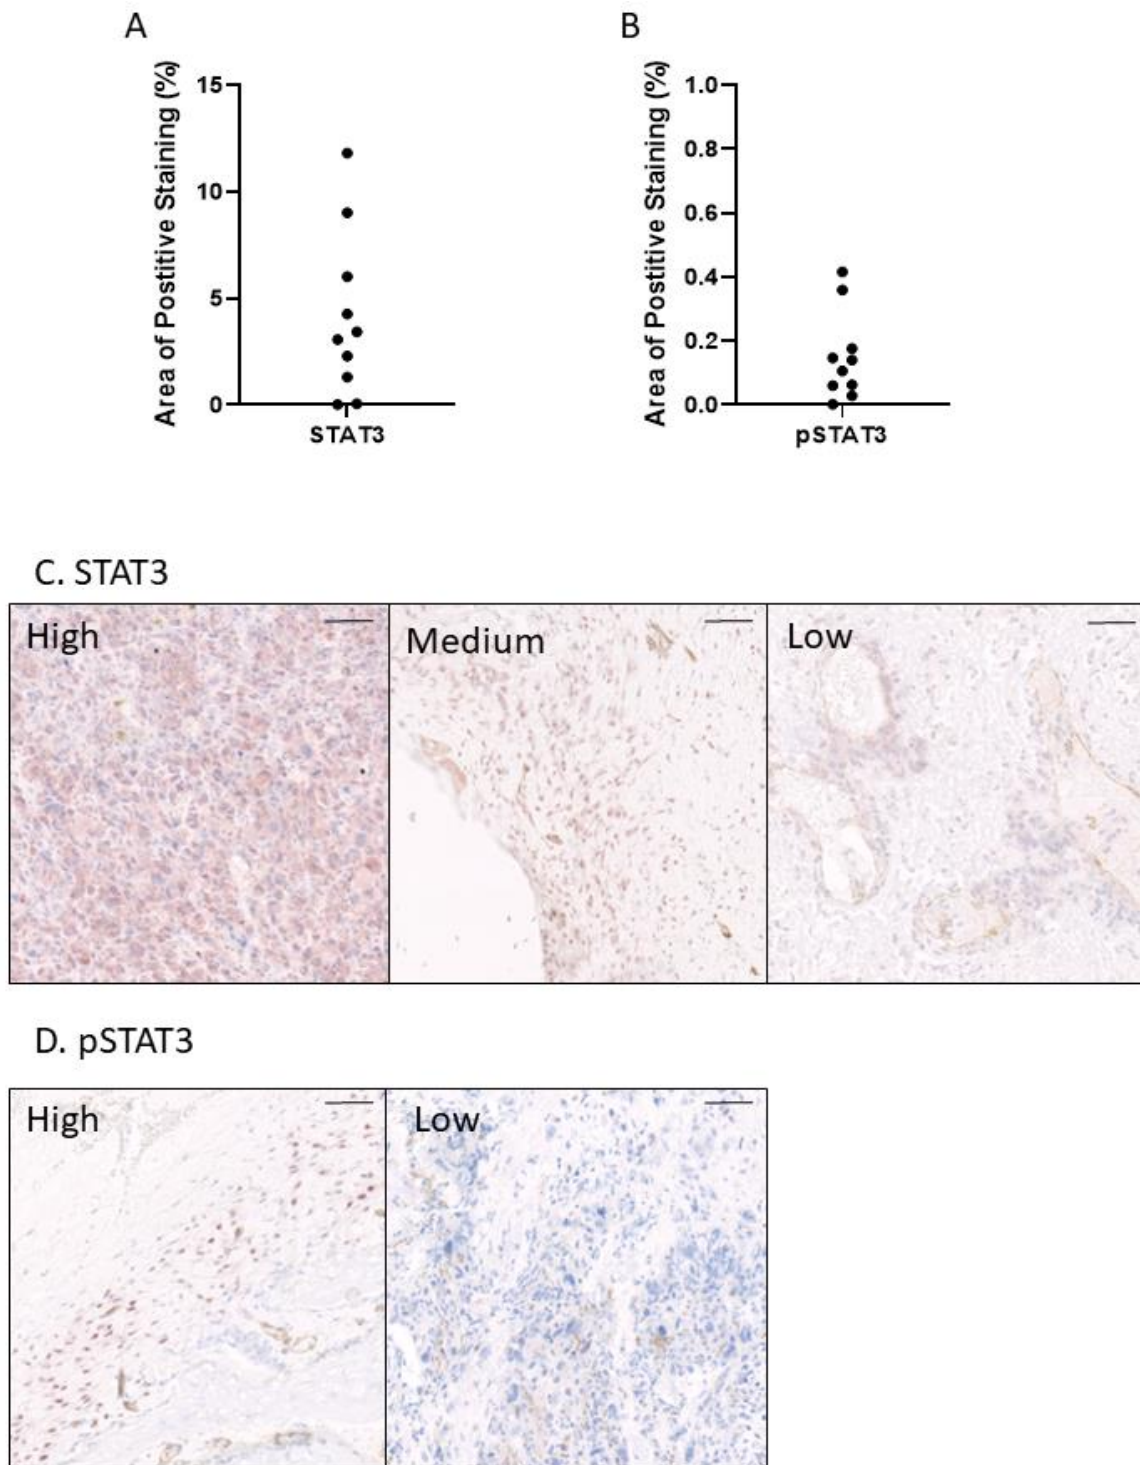 A
B
Area of Postitive Staining (%)
15
10
5
0
STAT3
Area of Postitive Staining (%)
1.0
0.8
0.6
0.4
0.2
0.0
pSTAT3
C. STAT3
High
Medium
Low
D. pSTAT3
High
Low